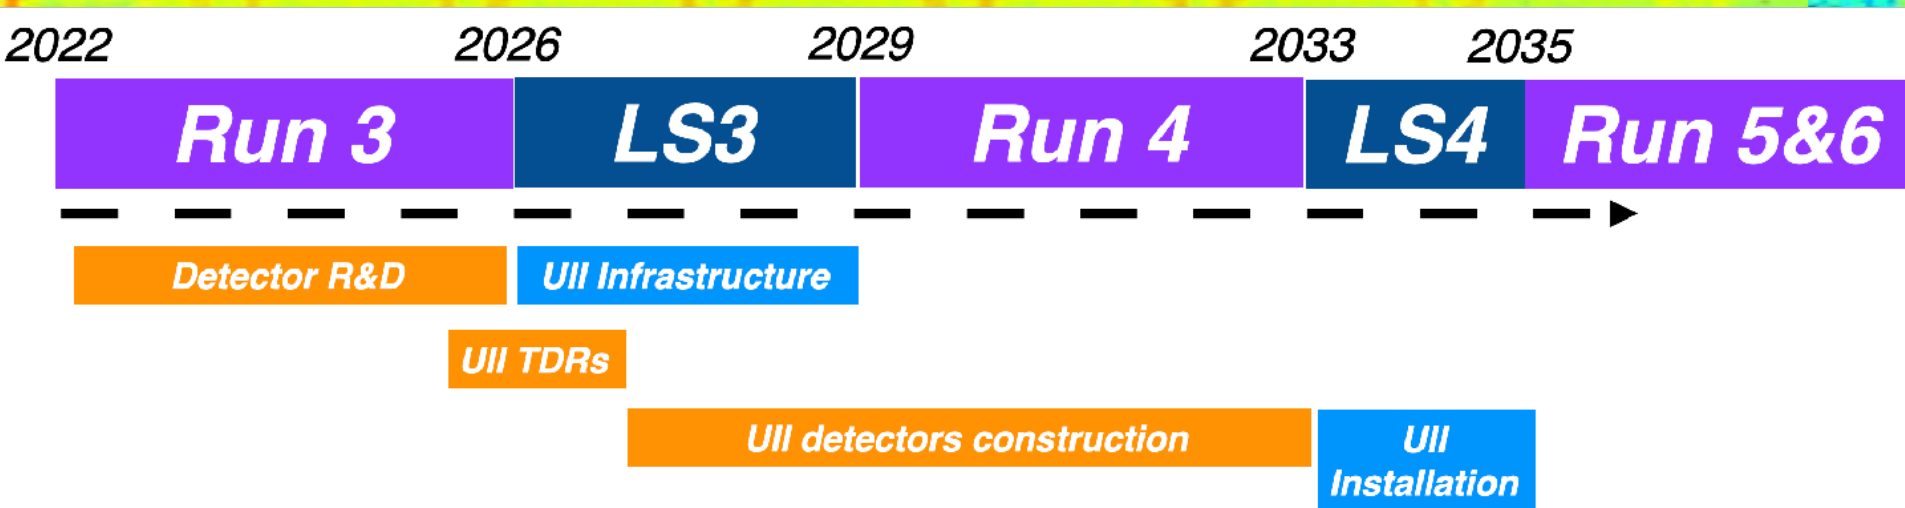 2022 2026 2029 2033 2035
Run 3 LS3 Run 4 LS4 Run 5&6
Detector R&D UII Infrastructure
UII TDRs
UII detectors construction UII
Installation